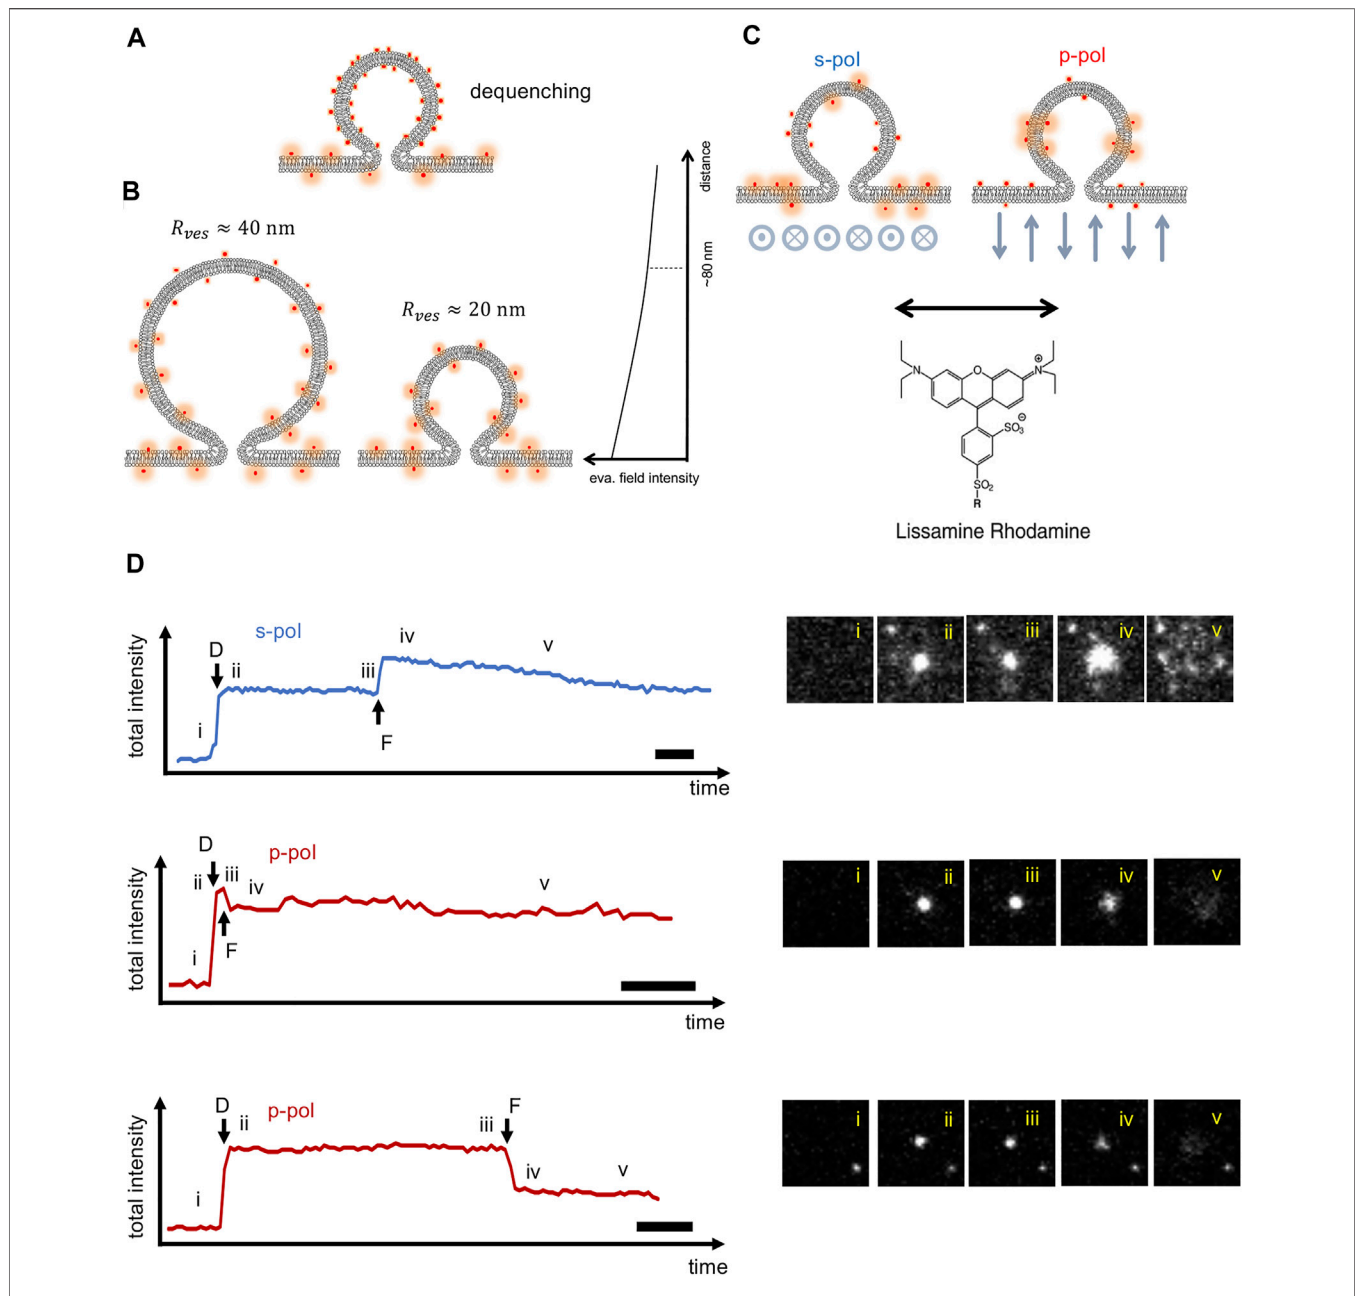 A
dequenching
B
R_ves ≈ 40 nm
R_ves ≈ 20 nm
distance
~80 nm
eva. field intensity
C
s-pol
p-pol
N
O
N
⊕
⊖
SO3
SO2
R
Lissamine Rhodamine
D
total intensity
s-pol
D
i
ii
iii
iv
v
F
time
i
ii
iii
iv
v
total intensity
p-pol
D
i
ii
iii
iv
v
F
time
i
ii
iii
iv
v
total intensity
p-pol
D
i
ii
iii
F
iv
v
time
i
ii
iii
iv
v